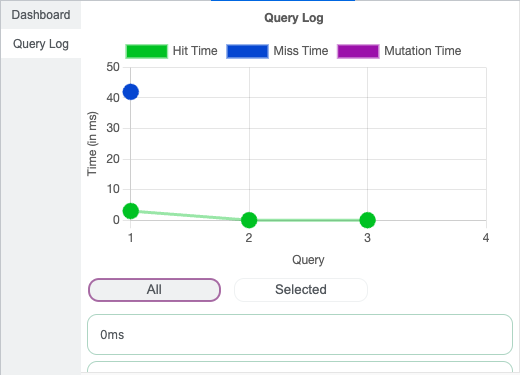 Dashboard
Query Log
Query Log
Hit Time
Miss Time
Mutation Time
Time (in ms)
50
40
30
20
10
0
1
2
3
4
Query
All
Selected
0ms